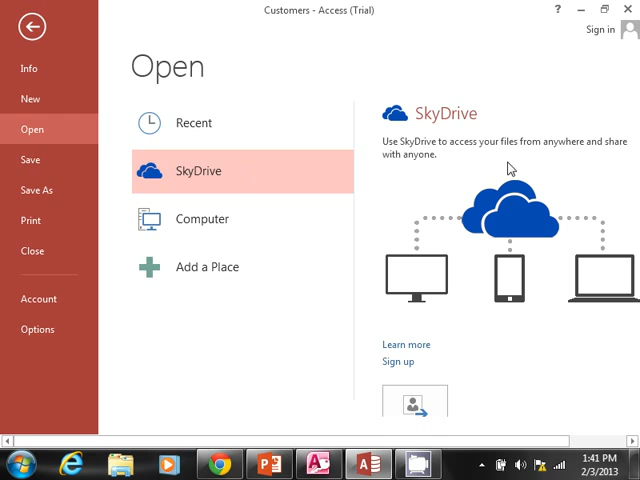 Customers - Access (Trial)
?
Sign in
Info
New
Open
Save
Save As
Print
Close
Account
Options
Open
Recent
SkyDrive
Computer
Add a Place
SkyDrive
Use SkyDrive to access your files from anywhere and share
with anyone.
Learn more
Sign up
1:41 PM
2/3/2013